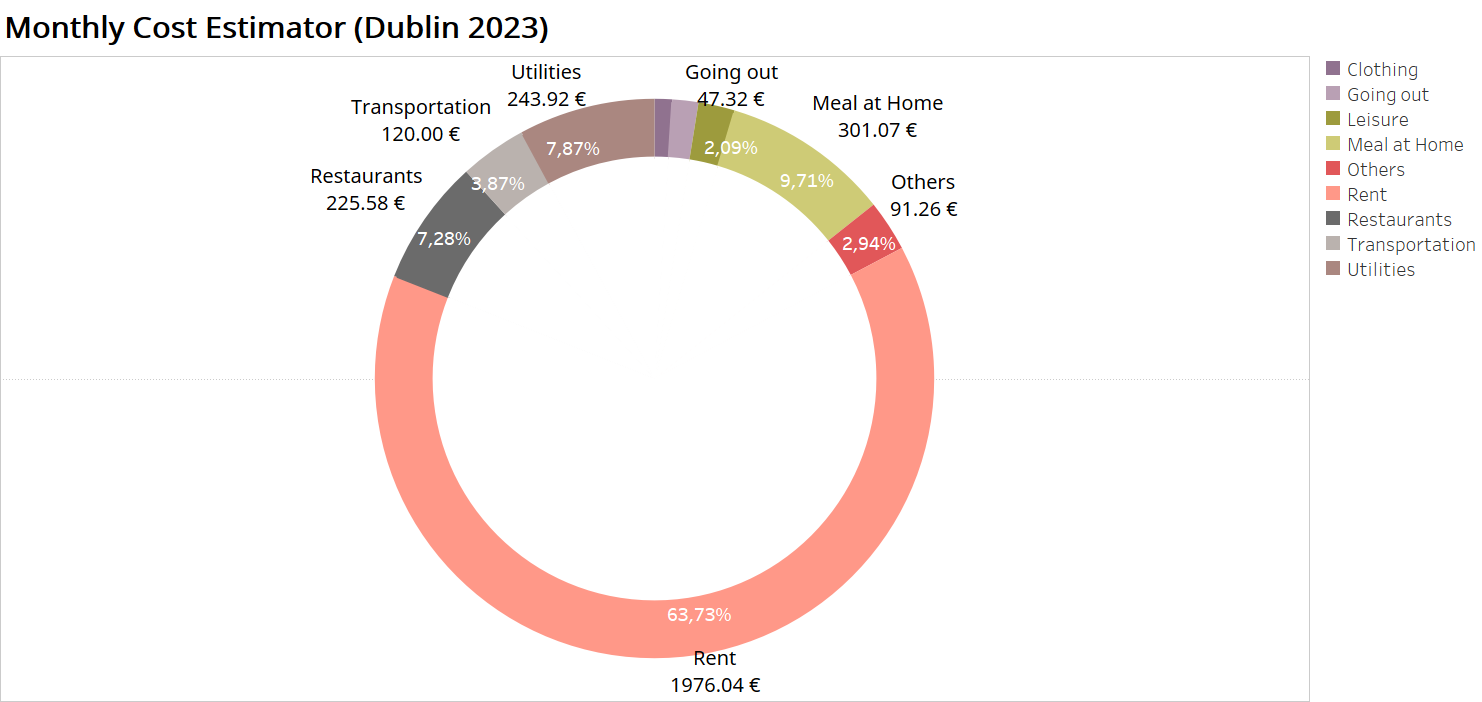 Monthly Cost Estimator (Dublin 2023)
Utilities
243.92 €
Going out
47.32 €
Transportation
120.00 €
Meal at Home
301.07 €
Restaurants
225.58 €
Others
91.26 €
7,87%
2,09%
3,87%
9,71%
7,28%
2,94%
63,73%
Rent
1976.04 €
Clothing
Going out
Leisure
Meal at Home
Others
Rent
Restaurants
Transportation
Utilities